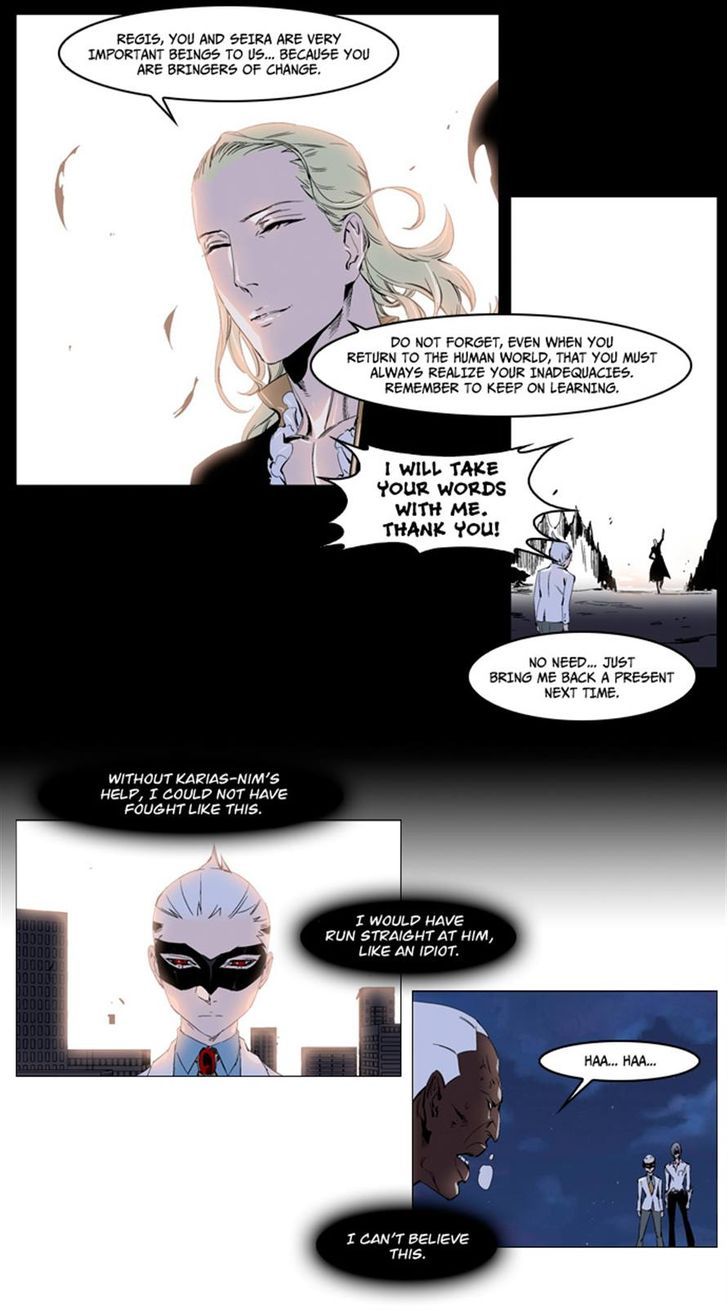 REGIS, YOU AND SEIRA ARE VERY
IMPORTANT BEINGS TO US... BECAUSE YOU
ARE BRINGERS OF CHANGE.
DO NOT FORGET, EVEN WHEN YOU
RETURN TO THE HUMAN WORLD, THAT YOU MUST
ALWAYS REALIZE YOUR INADEQUACIES.
REMEMBER TO KEEP ON LEARNING.
I WILL TAKE
YOUR WORDS
WITH ME.
THANK YOU!
NO NEED... JUST
BRING ME BACK A PRESENT
NEXT TIME.
WITHOUT KARIAS-NIM'S
HELP, I COULD NOT HAVE
FOUGHT LIKE THIS.
I WOULD HAVE
RUN STRAIGHT AT HIM,
LIKE AN IDIOT.
HAA... HAA...
I CAN'T BELIEVE
THIS.